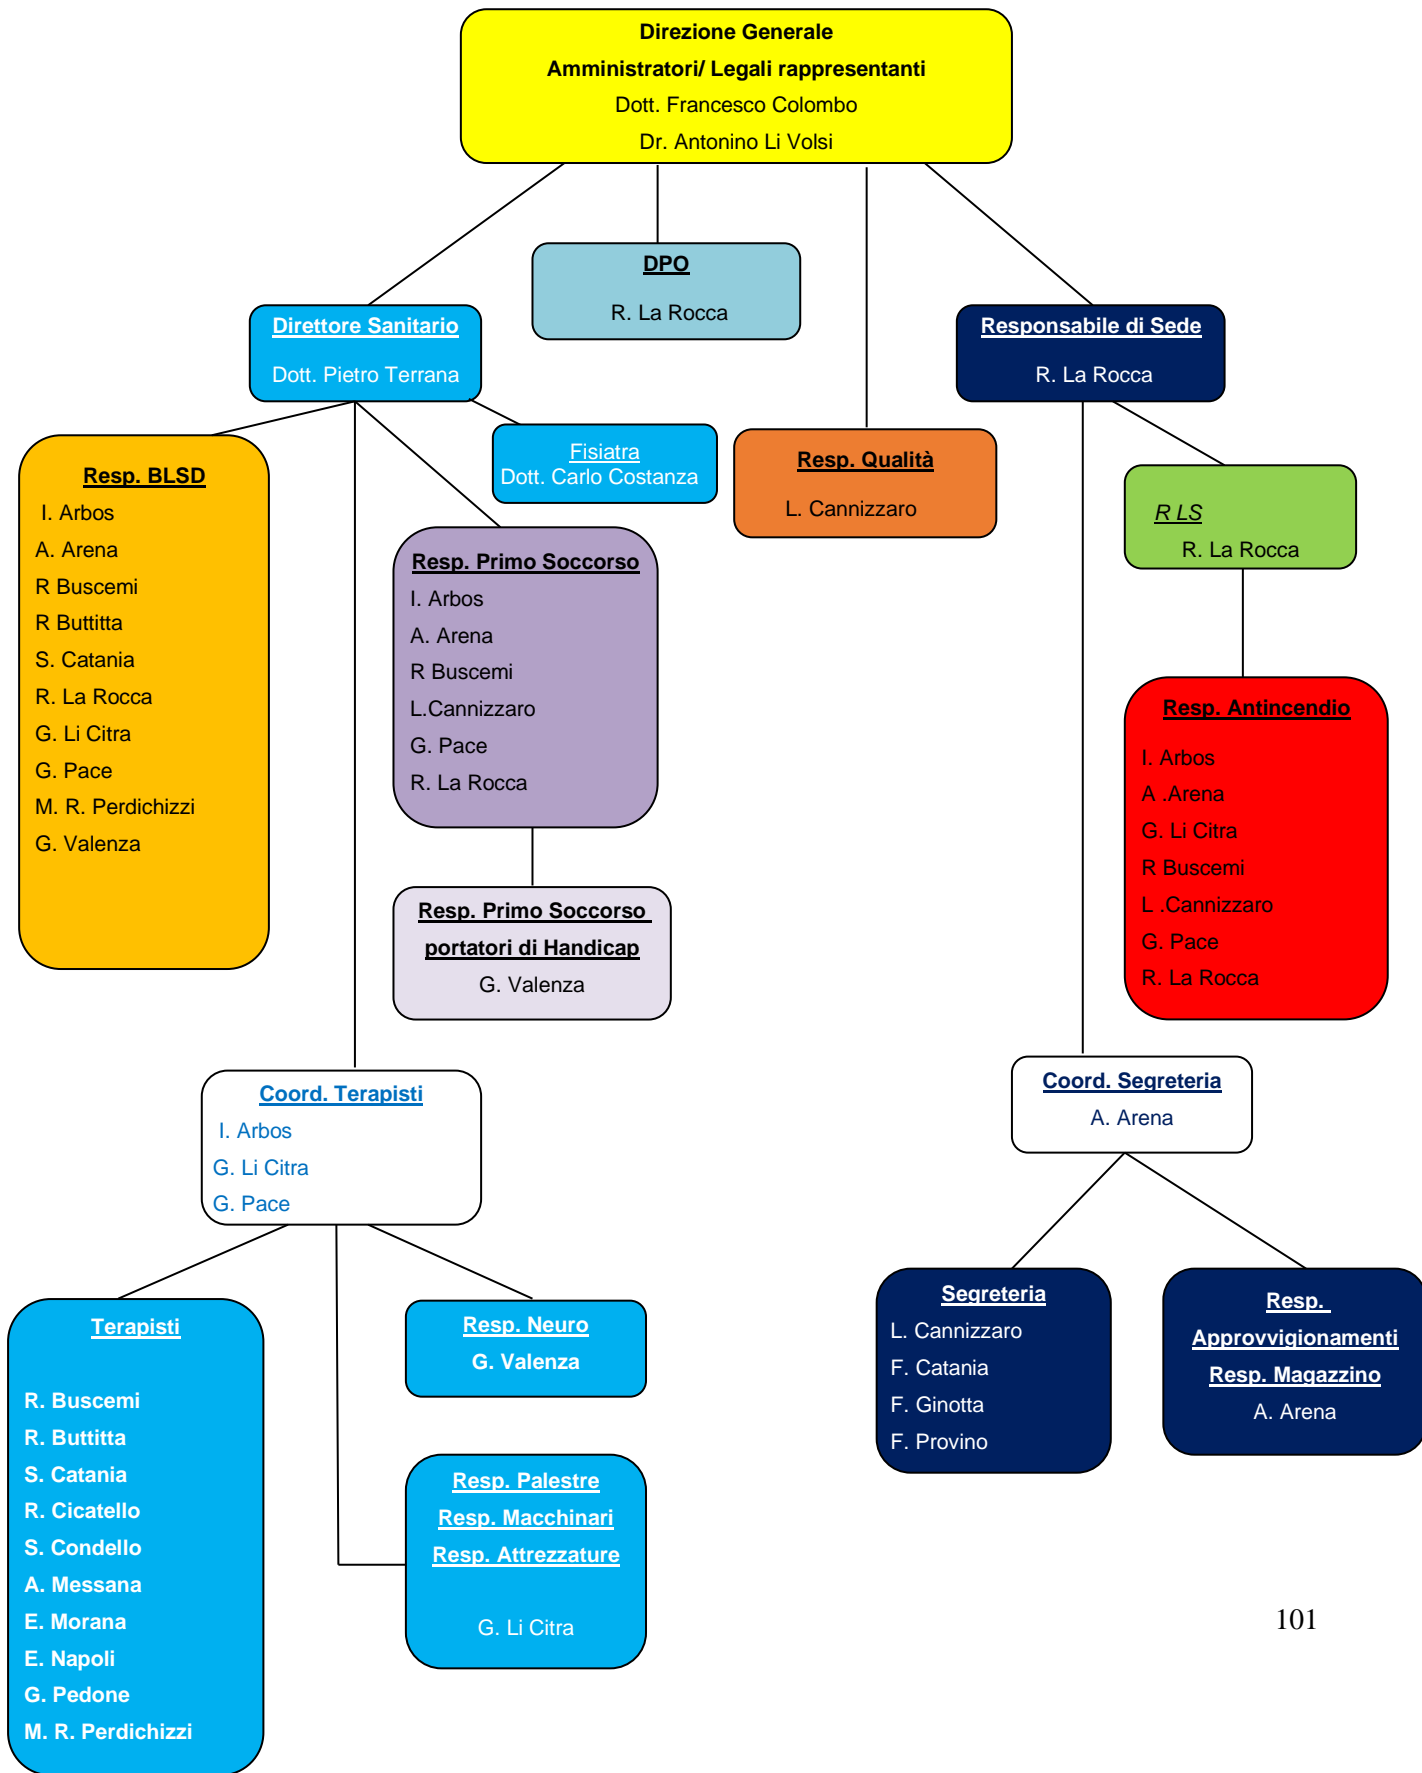 Direzione Generale
Amministratori/ Legali rappresentanti
Dott. Francesco Colombo
Dr. Antonino Li Volsi
DPO
R. La Rocca
Direttore Sanitario
Dott. Pietro Terrana
Responsabile di Sede
R. La Rocca
Fisiatra
Dott. Carlo Costanza
Resp. Qualità
L. Cannizzaro
Resp. BLSD
I. Arbos
A. Arena
R Buscemi
R Buttitta
S. Catania
R. La Rocca
G. Li Citra
G. Pace
M. R. Perdichizzi
G. Valenza
R LS
R. La Rocca
Resp. Primo Soccorso
I. Arbos
A. Arena
R Buscemi
L.Cannizzaro
G. Pace
R. La Rocca
Resp. Antincendio
I. Arbos
A .Arena
G. Li Citra
R Buscemi
L .Cannizzaro
G. Pace
R. La Rocca
Resp. Primo Soccorso
portatori di Handicap
G. Valenza
Coord. Terapisti
I. Arbos
G. Li Citra
G. Pace
Coord. Segreteria
A. Arena
Terapisti
R. Buscemi
R. Buttitta
S. Catania
R. Cicatello
S. Condello
A. Messana
E. Morana
E. Napoli
G. Pedone
M. R. Perdichizzi
Resp. Neuro
G. Valenza
Resp. Palestre
Resp. Macchinari
Resp. Attrezzature
G. Li Citra
Segreteria
L. Cannizzaro
F. Catania
F. Ginotta
F. Provino
Resp.
Approvvigionamenti
Resp. Magazzino
A. Arena
101